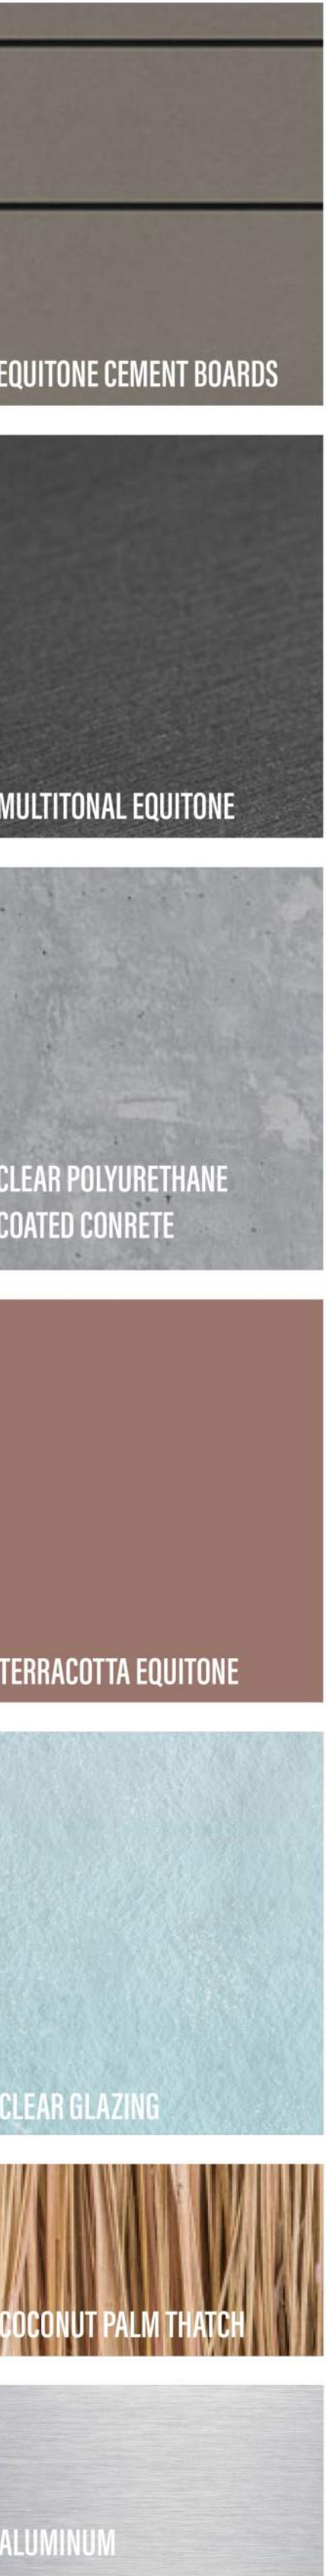 EQUITONE CEMENT BOARDS
MULTITONAL EQUITONE
CLEAR POLYURETHANE
COATED CONRETE
TERRACOTTA EQUITONE
CLEAR GLAZING
COCONUT PALM THATCH
ALUMINUM